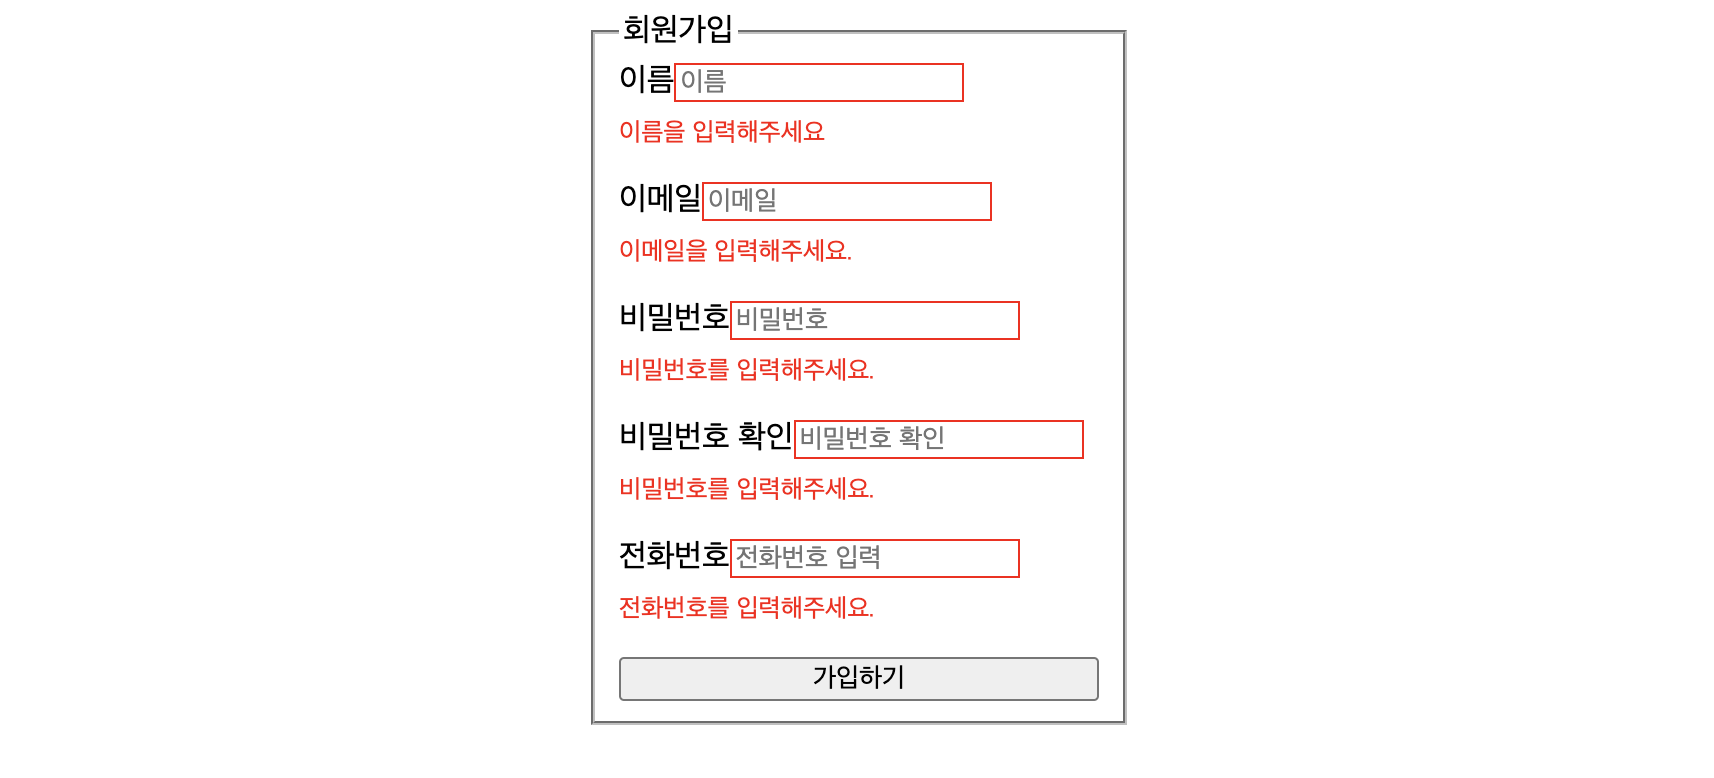 회원가입
이름 이름
이름을 입력해주세요
이메일 이메일
이메일을 입력해주세요.
비밀번호 비밀번호
비밀번호를 입력해주세요.
비밀번호 확인 비밀번호 확인
비밀번호를 입력해주세요.
전화번호 전화번호 입력
전화번호를 입력해주세요.
가입하기